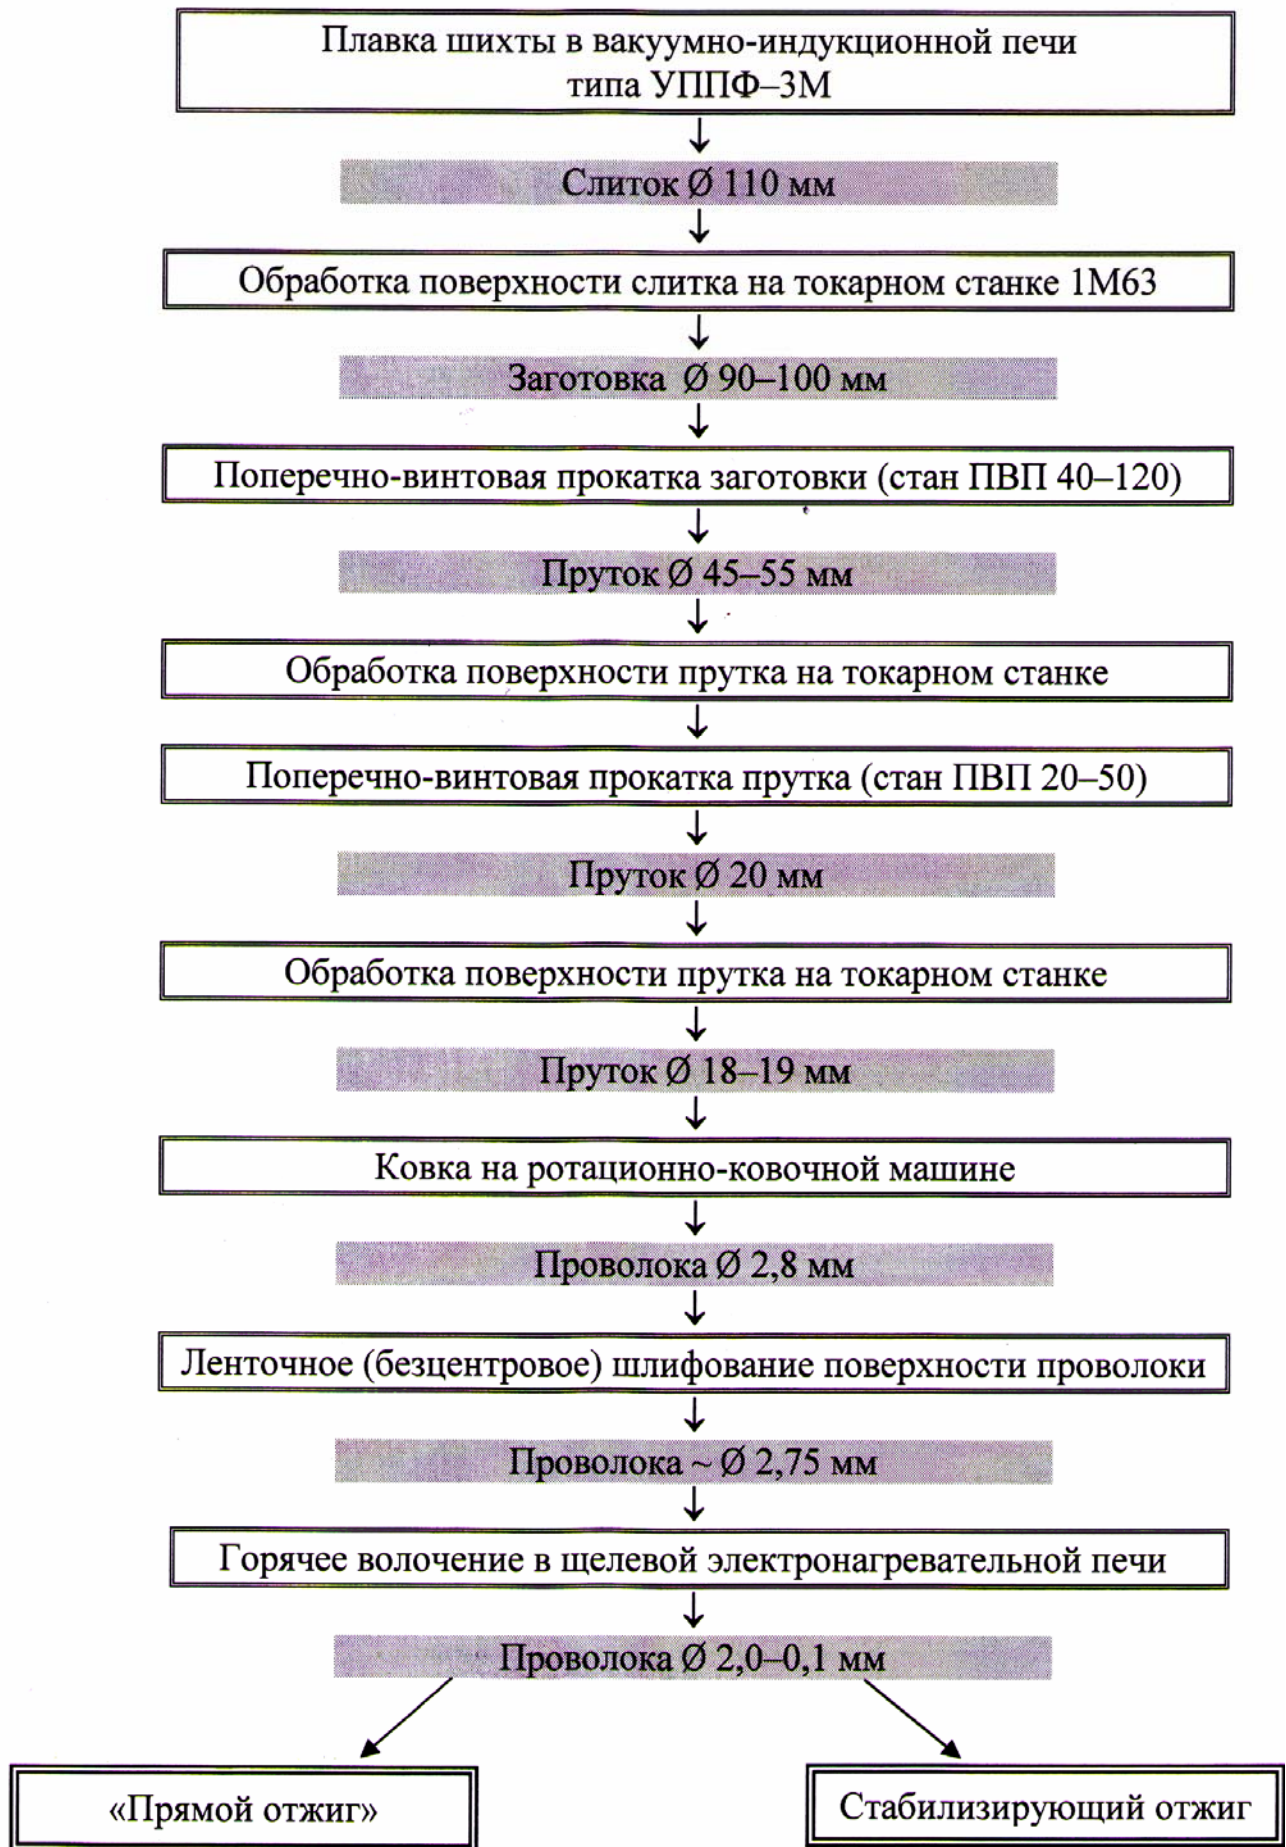 Плавка шихты в вакуумно-индукционной печи
типа УППФ–3М
Слиток Ø 110 мм
Обработка поверхности слитка на токарном станке 1М63
Заготовка Ø 90–100 мм
Поперечно-винтовая прокатка заготовки (стан ПВП 40–120)
Пруток Ø 45–55 мм
Обработка поверхности прутка на токарном станке
Поперечно-винтовая прокатка прутка (стан ПВП 20–50)
Пруток Ø 20 мм
Обработка поверхности прутка на токарном станке
Пруток Ø 18–19 мм
Ковка на ротационно-ковочной машине
Проволока Ø 2,8 мм
Ленточное (безцентровое) шлифование поверхности проволоки
Проволока ~ Ø 2,75 мм
Горячее волочение в щелевой электронагревательной печи
Проволока Ø 2,0–0,1 мм
«Прямой отжиг»
Стабилизирующий отжиг